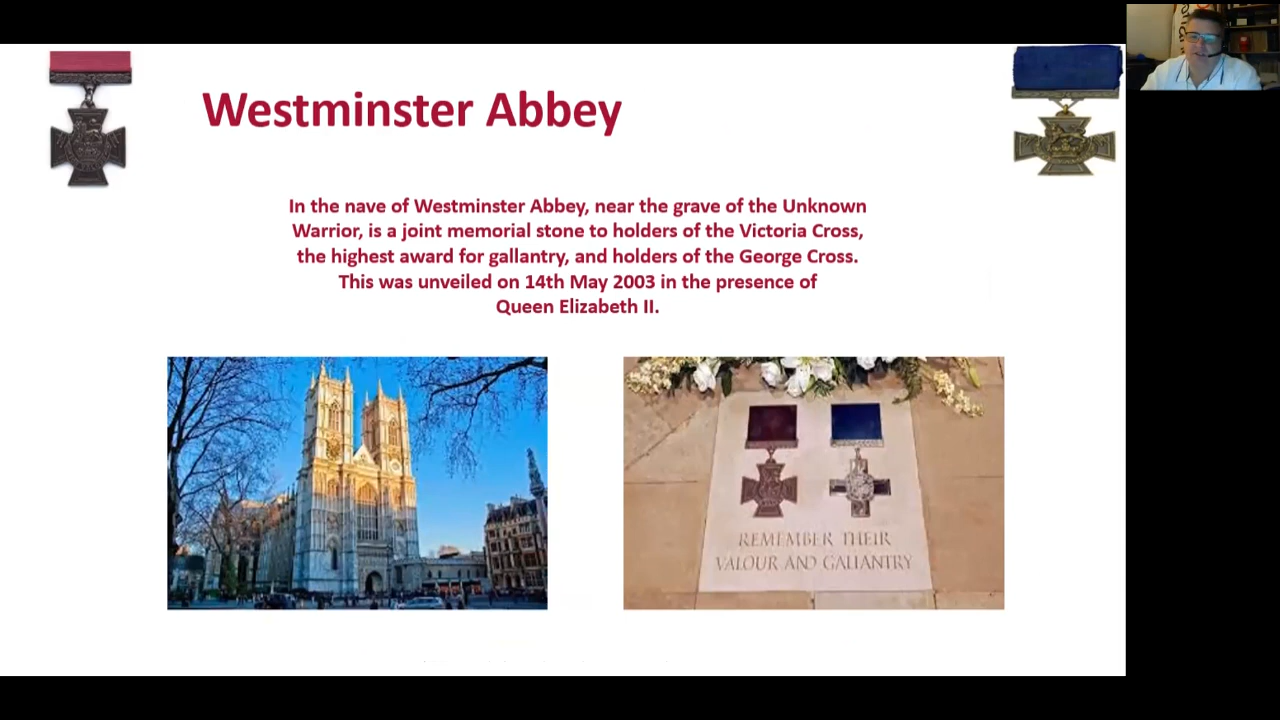 Westminster Abbey
In the nave of Westminster Abbey, near the grave of the Unknown
Warrior, is a joint memorial stone to holders of the Victoria Cross,
the highest award for gallantry, and holders of the George Cross.
This was unveiled on 14th May 2003 in the presence of
Queen Elizabeth II.
REMEMBER THEIR
VALOUR AND GALLANTRY